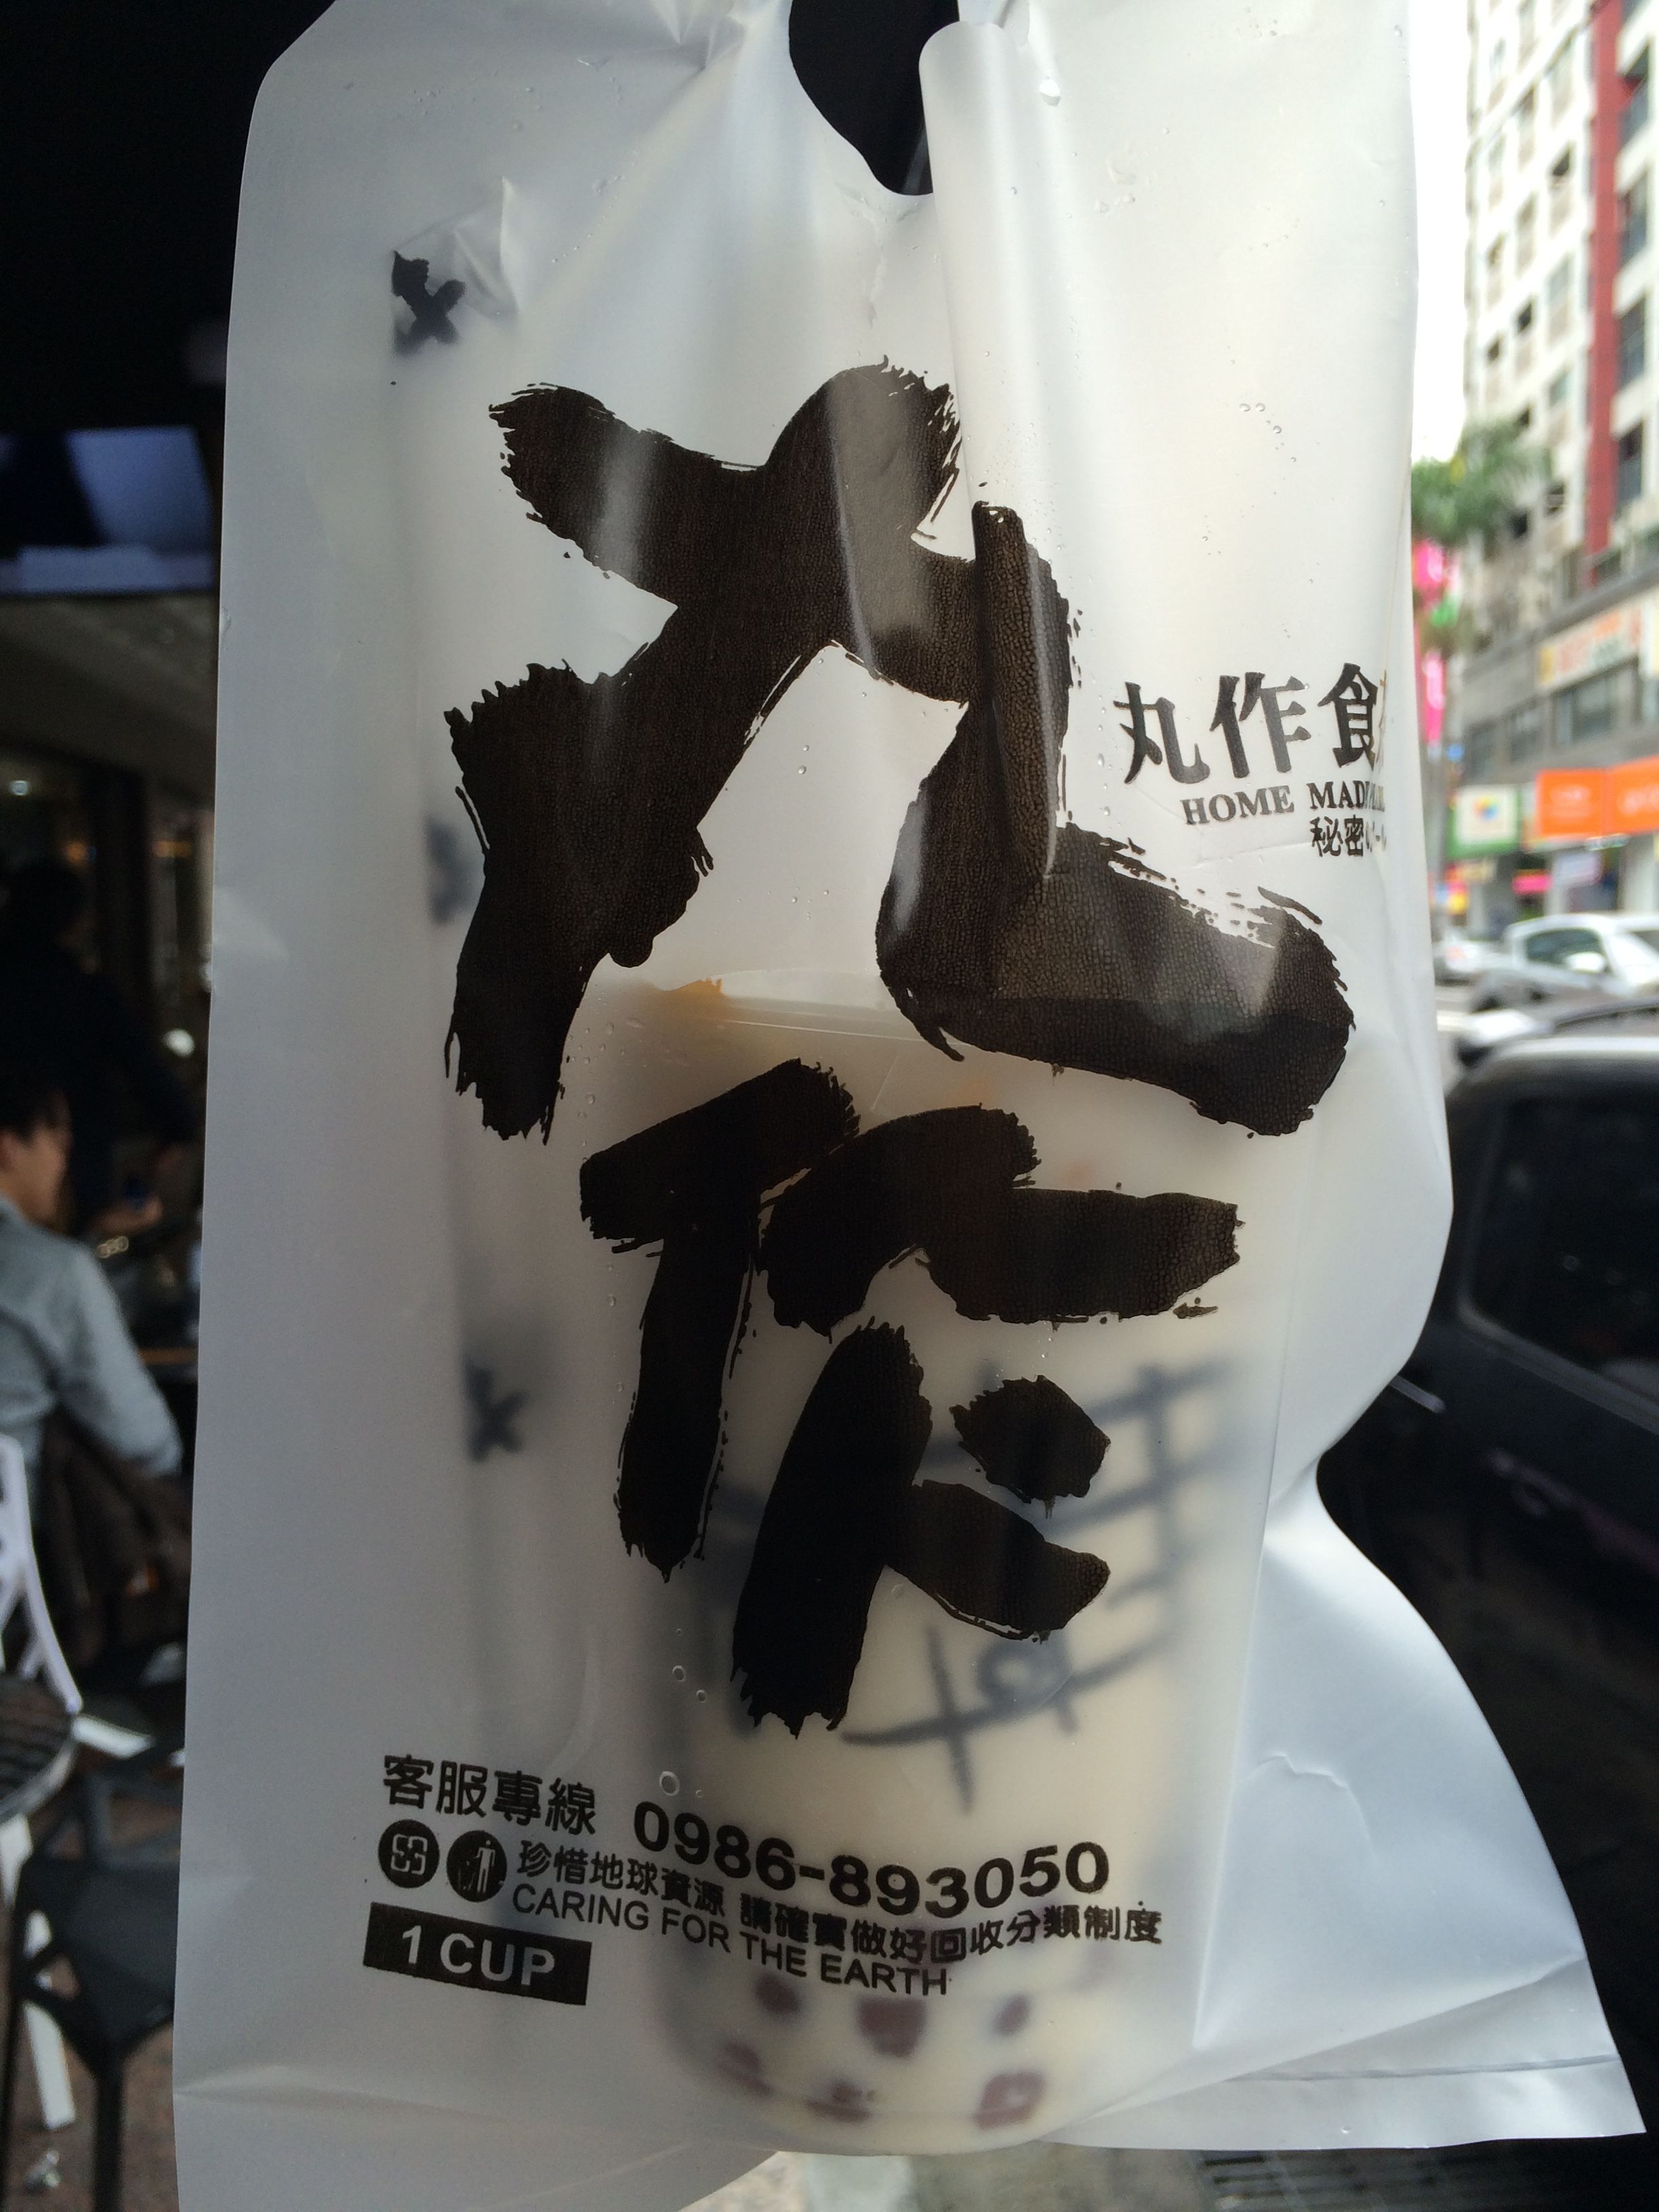 丸作
丸作食
HOME MAD
秘密
客服專線 0986-893050
珍惜地球資源 請確實做好回收分類制度
CARING FOR THE EARTH
1 CUP